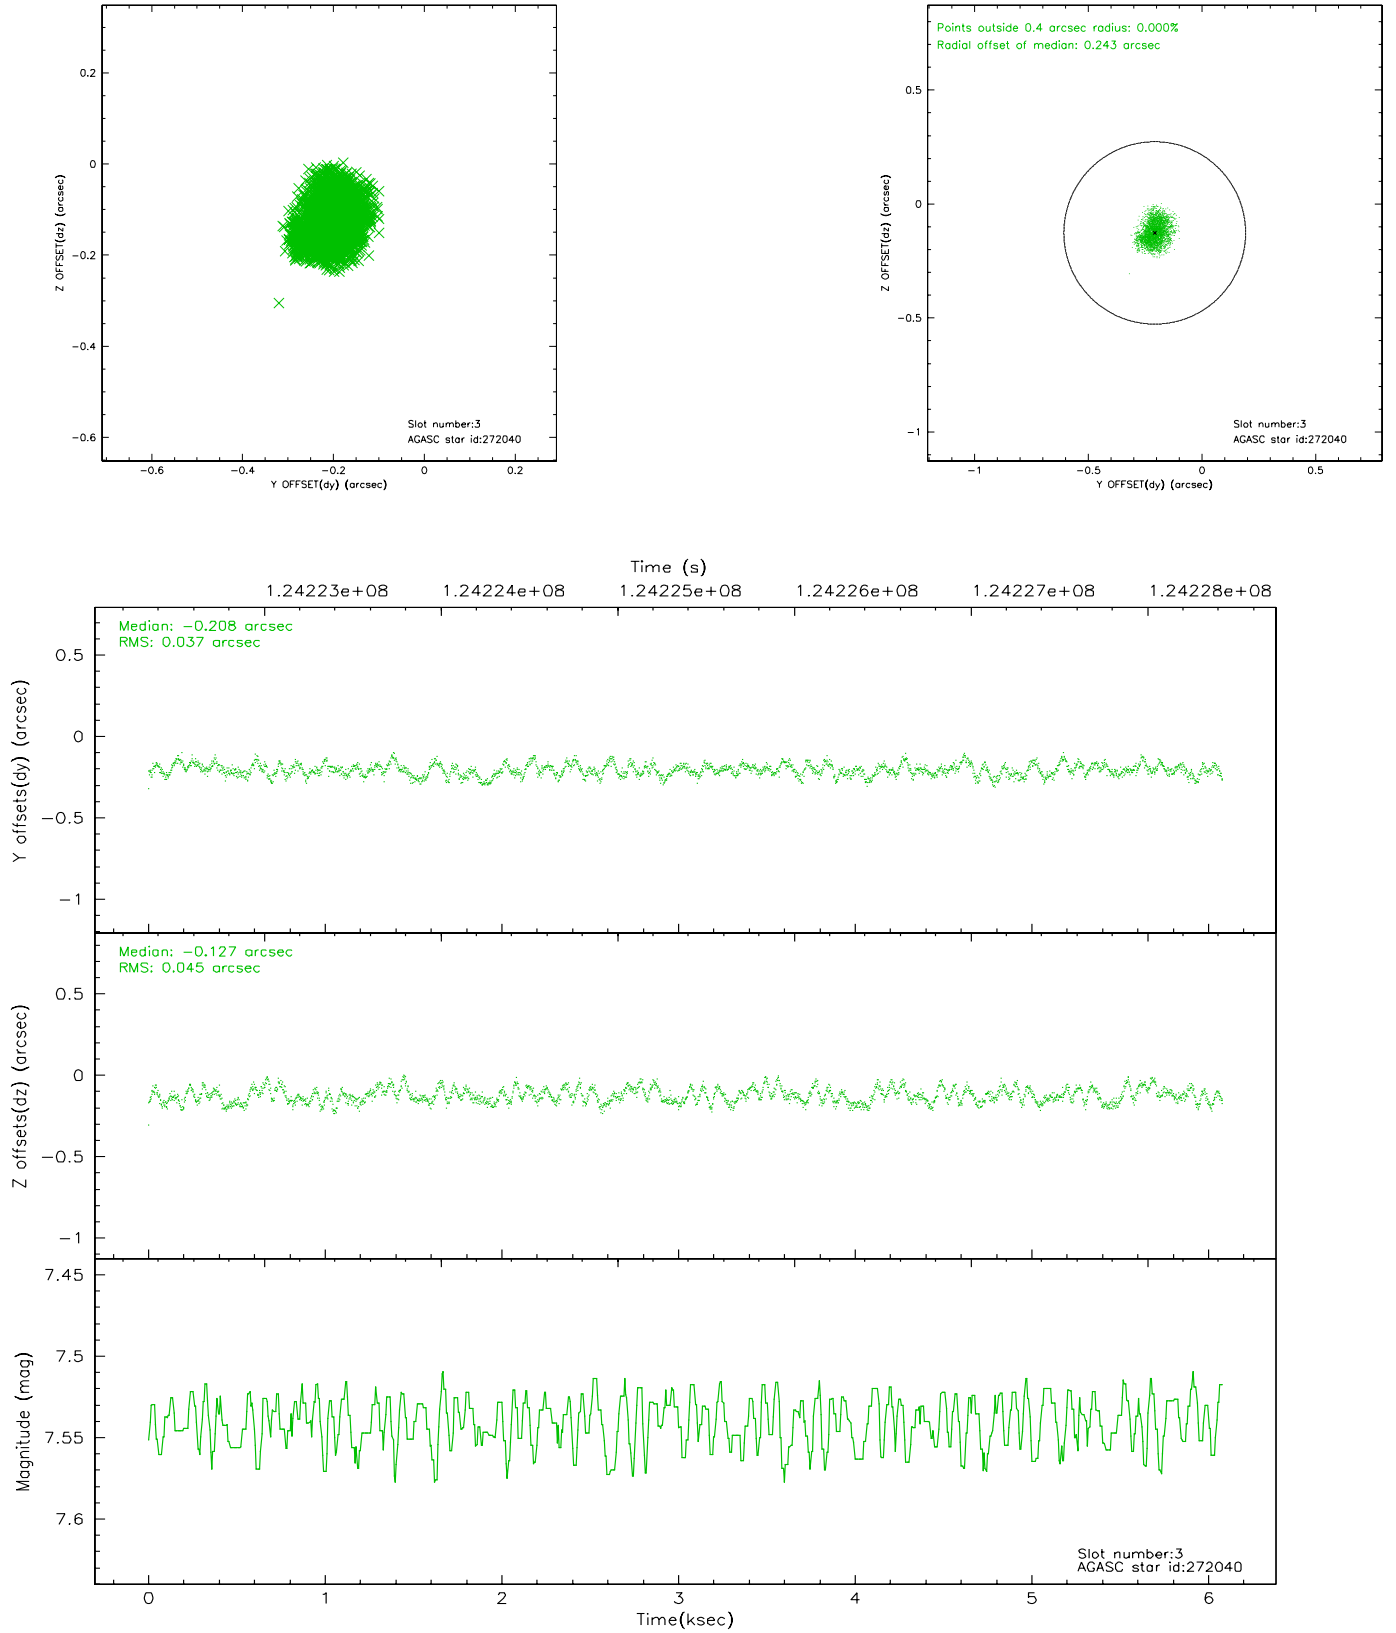 0.2
0
−0.2
−0.4
−0.6
Z OFFSET(dz) (arcsec)
Slot number:3
AGASC star id:272040
−0.6 −0.4 −0.2 0 0.2
Y OFFSET(dy) (arcsec)
Points outside 0.4 arcsec radius: 0.000%
Radial offset of median: 0.243 arcsec
0.5
0
−0.5
−1
Z OFFSET(dz) (arcsec)
Slot number:3
AGASC star id:272040
−1 −0.5 0 0.5
Y OFFSET(dy) (arcsec)
Time (s)
1.24223e+08 1.24224e+08 1.24225e+08 1.24226e+08 1.24227e+08 1.24228e+08
Median: −0.208 arcsec
RMS: 0.037 arcsec
0.5
0
−0.5
−1
Y offsets(dy) (arcsec)
Median: −0.127 arcsec
RMS: 0.045 arcsec
0.5
0
−0.5
−1
Z offsets(dz) (arcsec)
7.45
7.5
7.55
7.6
Magnitude (mag)
Slot number:3
AGASC star id:272040
0 1 2 3 4 5 6
Time(ksec)